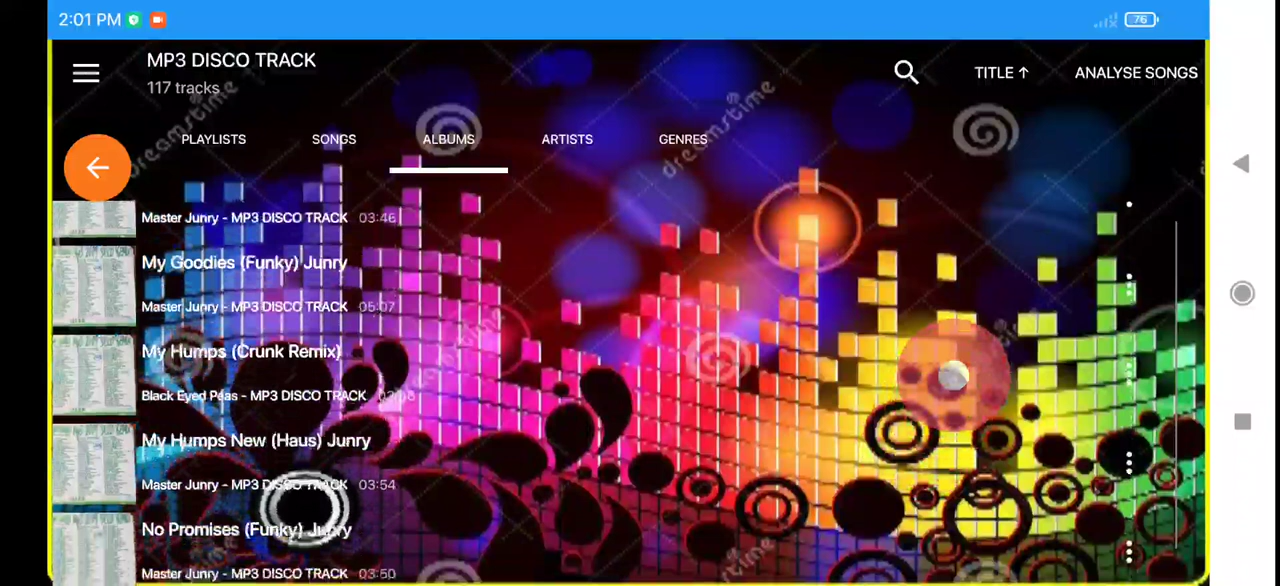 2:01 PM 76
MP3 DISCO TRACK
117 tracks
TITLE ↑ ANALYSE SONGS
PLAYLISTS SONGS ALBUMS ARTISTS GENRES
Master Junry - MP3 DISCO TRACK 03:46
My Goodies (Funky) Junry
Master Junry - MP3 DISCO TRACK 05:07
My Humps (Crunk Remix)
Black Eyed Peas - MP3 DISCO TRACK
My Humps New (Haus) Junry
Master Junry - MP3 DISCO TRACK 03:54
No Promises (Funky) Junry
Master Junry - MP3 DISCO TRACK 03:50
dreamstime
dreamstime